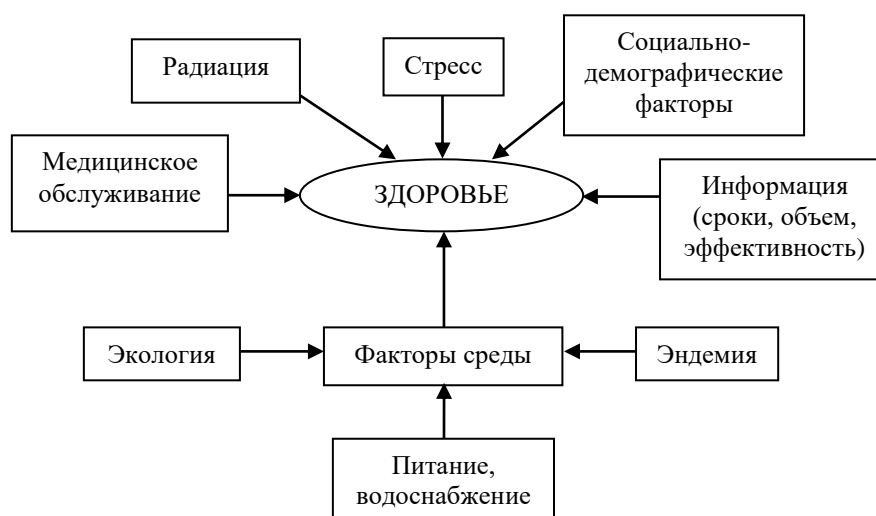 Радиация
Стресс
Социально-
демографические
факторы
Медицинское
обслуживание
ЗДОРОВЬЕ
Информация
(сроки, объем,
эффективность)
Экология
Факторы среды
Эндемия
Питание,
водоснабжение